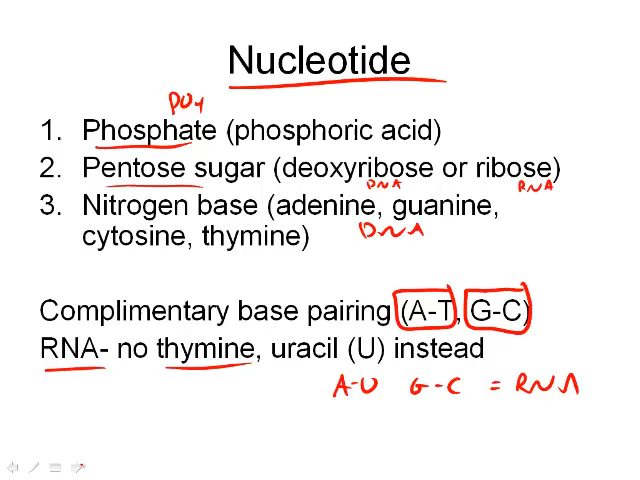 Nucleotide
PO4
1. Phosphate (phosphoric acid)
2. Pentose sugar (deoxyribose or ribose)
DNA RNA
3. Nitrogen base (adenine, guanine,
cytosine, thymine) DNA
Complimentary base pairing (A-T, G-C)
RNA- no thymine, uracil (U) instead
A-U G-C = RNA